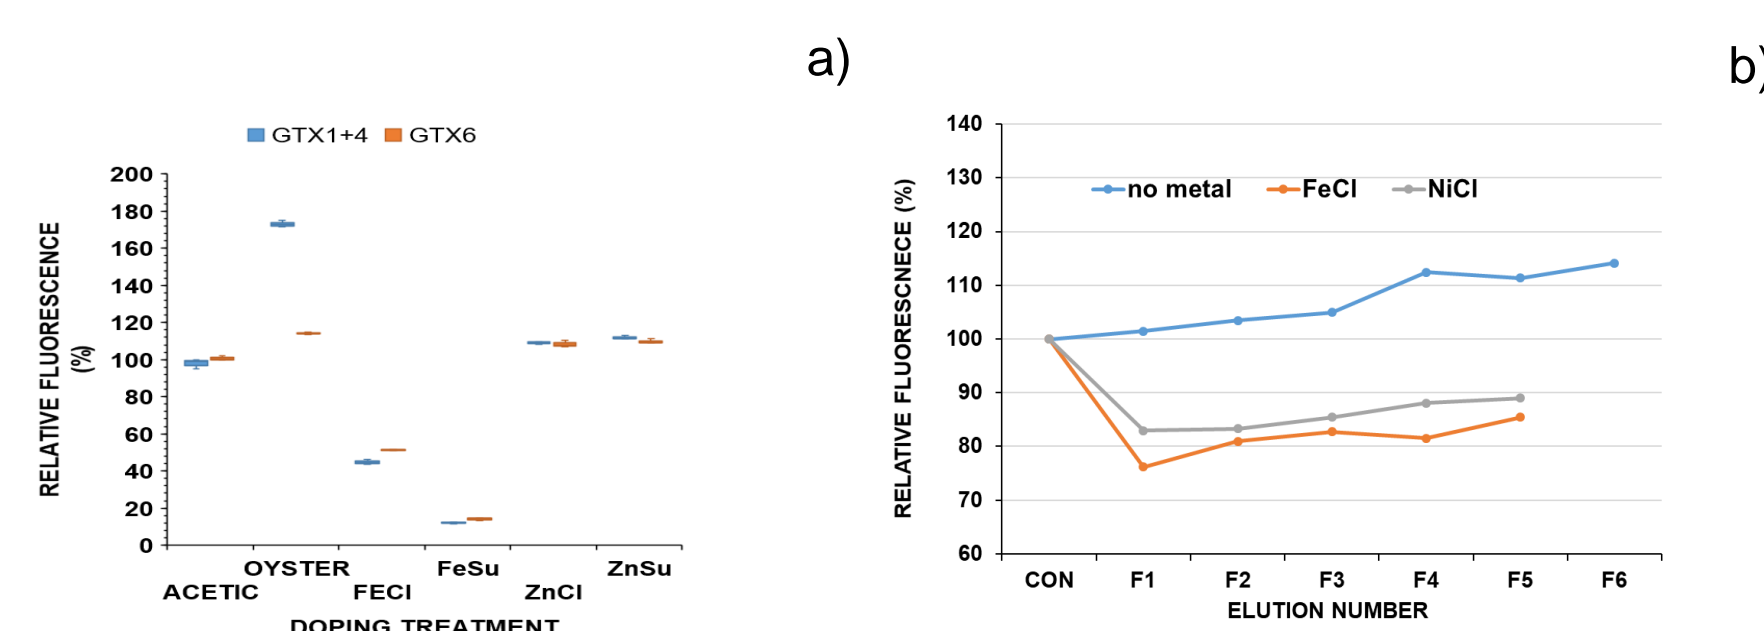 a)
GTX1+4 GTX6
200
180
160
140
120
100
80
60
40
20
0
RELATIVE FLUORESCENCE
(%)
OYSTER FeSu ZnSu
ACETIC FECl ZnCl
DOPING TREATMENT
b)
140
130
120
110
100
90
80
70
60
no metal FeCl NiCl
RELATIVE FLUORESCNECE (%)
CON F1 F2 F3 F4 F5 F6
ELUTION NUMBER